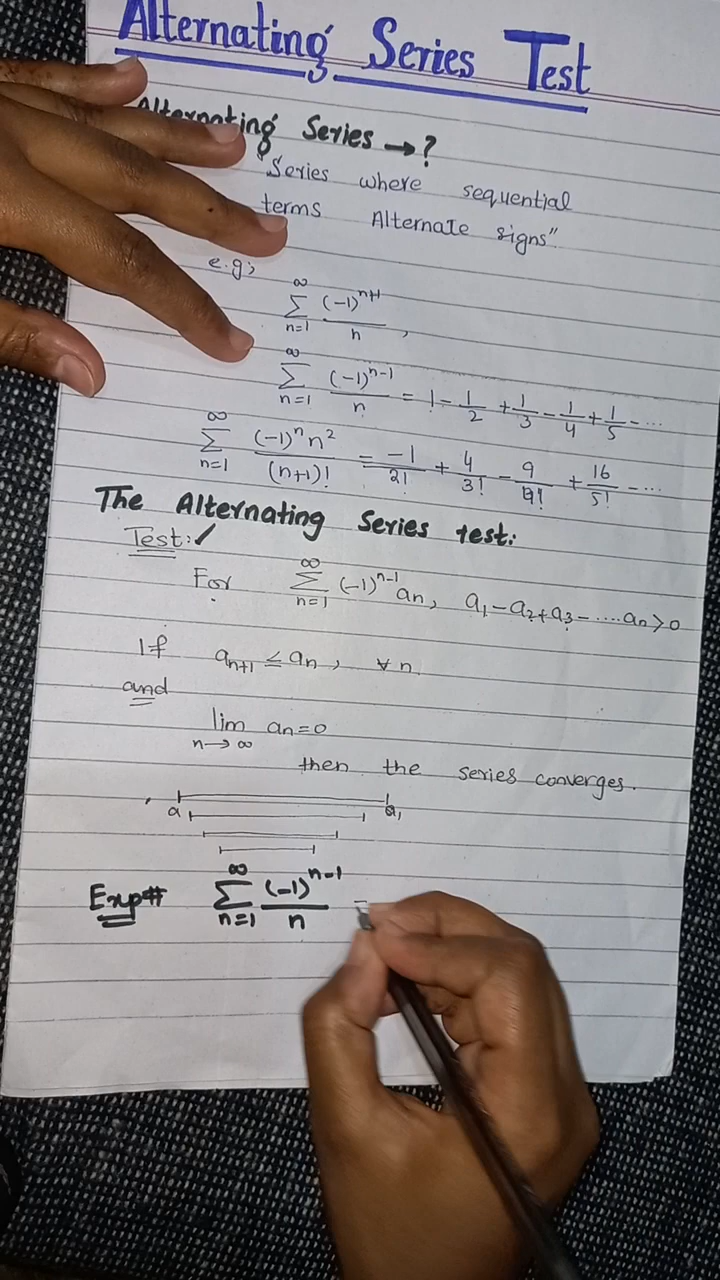 Alternating Series Test
Alternating Series → ?
"Series where sequential
terms Alternate signs"
e.g;
∞ Σ n=1 (-1)^{n+1} / n ,
∞ Σ n=1 (-1)^{n-1} / n = 1 - 1/2 + 1/3 - 1/4 + 1/5 - ...
∞ Σ n=1 (-1)^n n² / (n+1)! = -1/2! + 4/3! - 9/4! + 16/5! - ....
The Alternating Series test:
Test:✓
For ∞ Σ n=1 (-1)^{n-1} aₙ, a₁ - a₂ + a₃ - .... aₙ > 0
If aₙ₊₁ ≤ aₙ, ∀ n
and
lim n→∞ aₙ = 0
then the series converges.
a a₁
Exp# ∞ Σ n=1 (-1)^{n-1} / n =